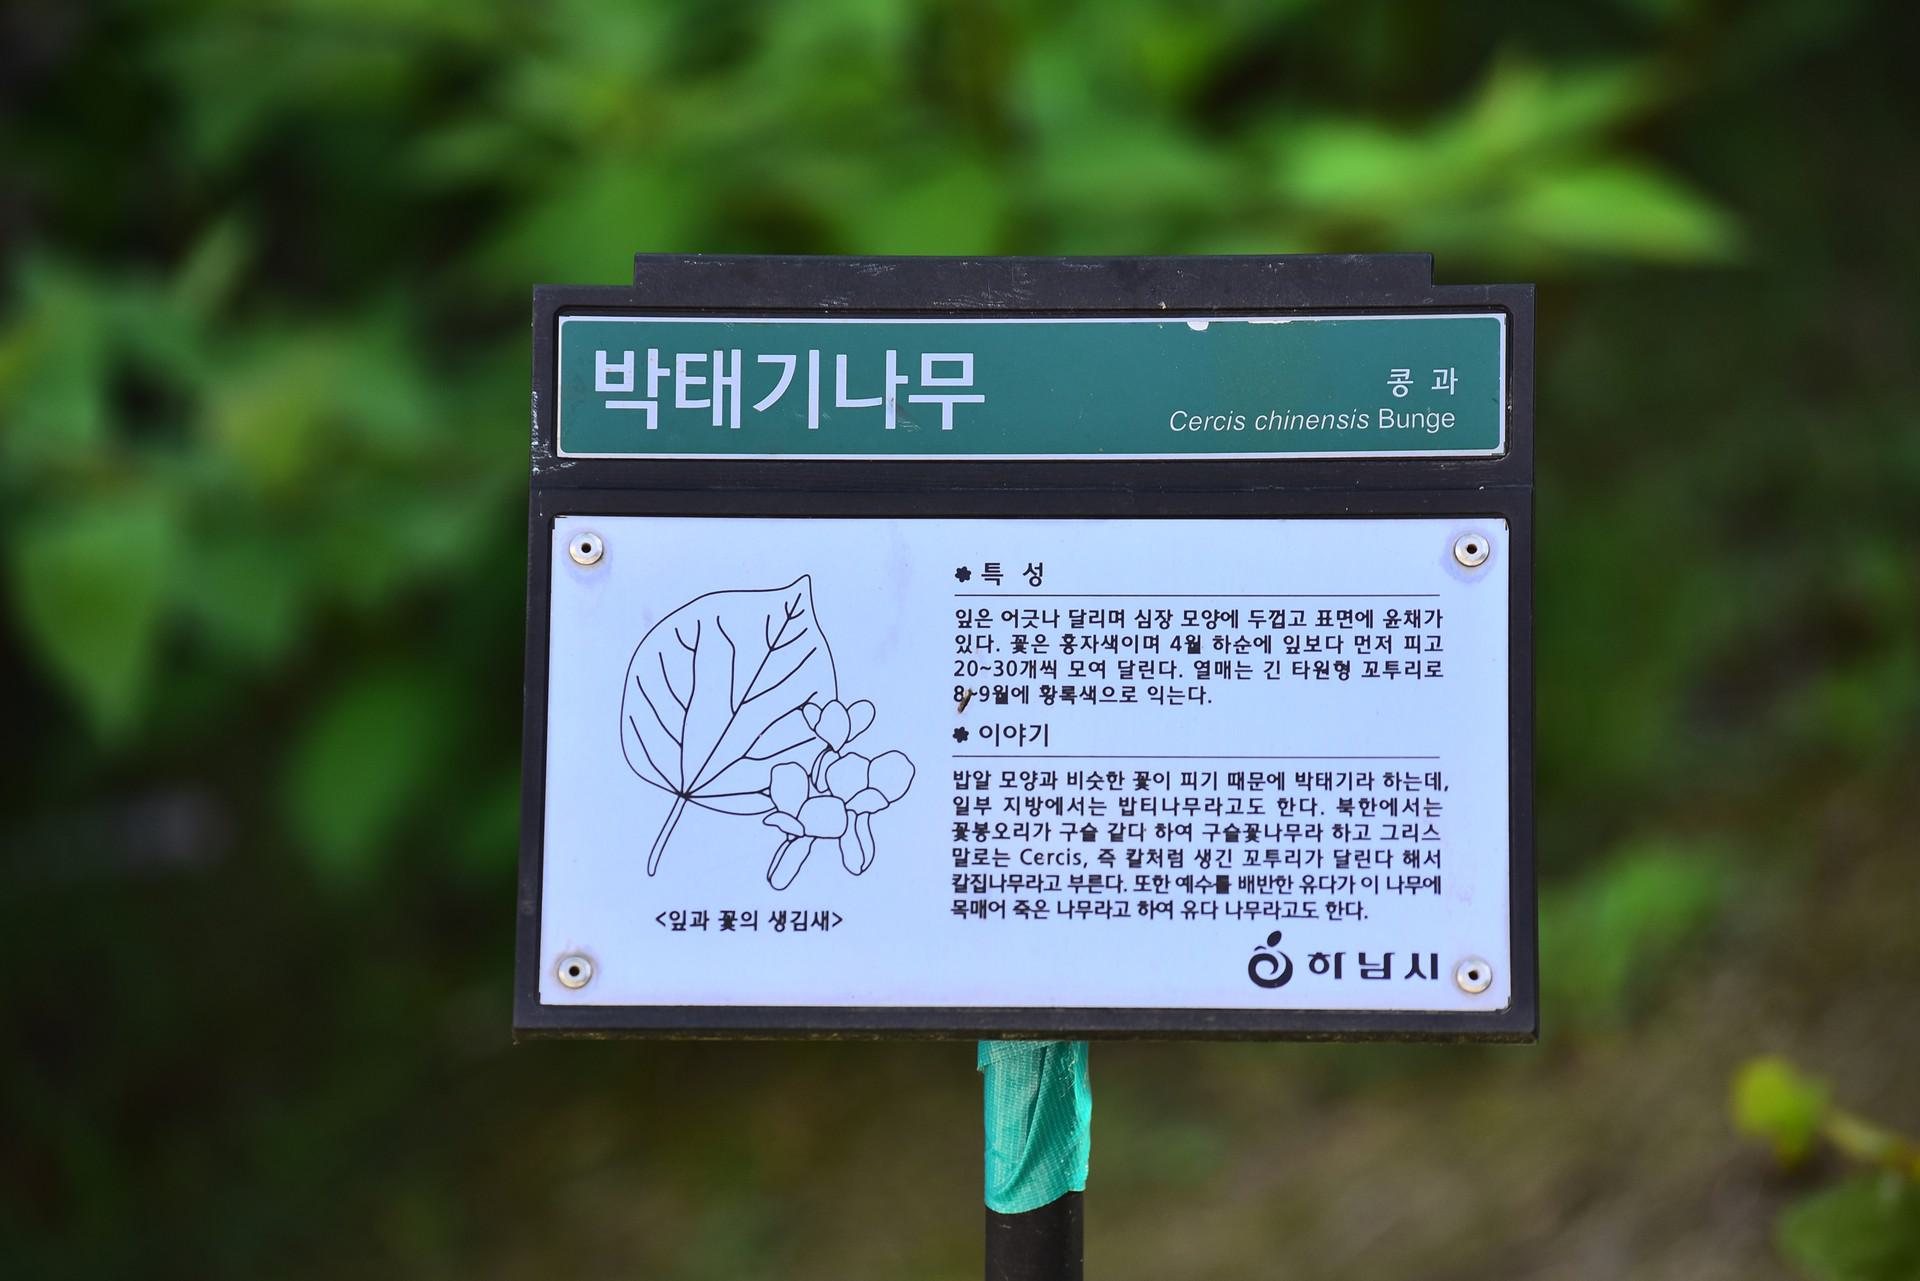 박태기나무
콩 과
Cercis chinensis Bunge
특 성
잎은 어긋나 달리며 심장 모양에 두껍고 표면에 윤채가
있다. 꽃은 홍자색이며 4월 하순에 잎보다 먼저 피고
20~30개씩 모여 달린다. 열매는 긴 타원형 꼬투리로
8~9월에 황록색으로 익는다.
이야기
밥알 모양과 비슷한 꽃이 피기 때문에 박태기라 하는데,
일부 지방에서는 밥티나무라고도 한다. 북한에서는
꽃봉오리가 구슬 같다 하여 구슬꽃나무라 하고 그리스
말로는 Cercis, 즉 칼처럼 생긴 꼬투리가 달린다 해서
칼집나무라고 부른다. 또한 예수를 배반한 유다가 이 나무에
목매어 죽은 나무라고 하여 유다 나무라고도 한다.
<잎과 꽃의 생김새>
하남시